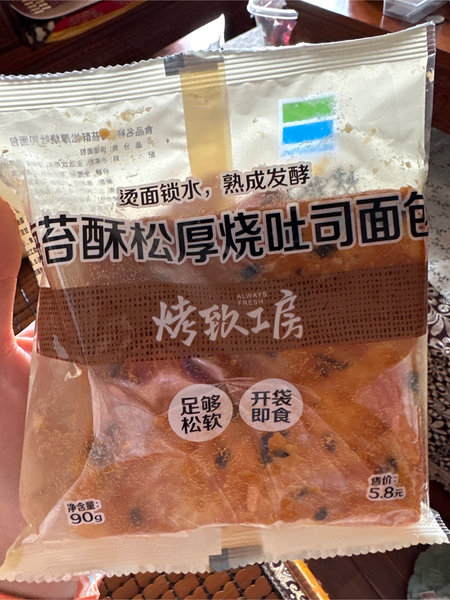 烫面锁水，熟成发酵
苔酥松厚烧吐司面包
ALWAYS
FRESH
烤致工房
足够
松软
开袋
即食
净含量：
90g
售价：
5.8元